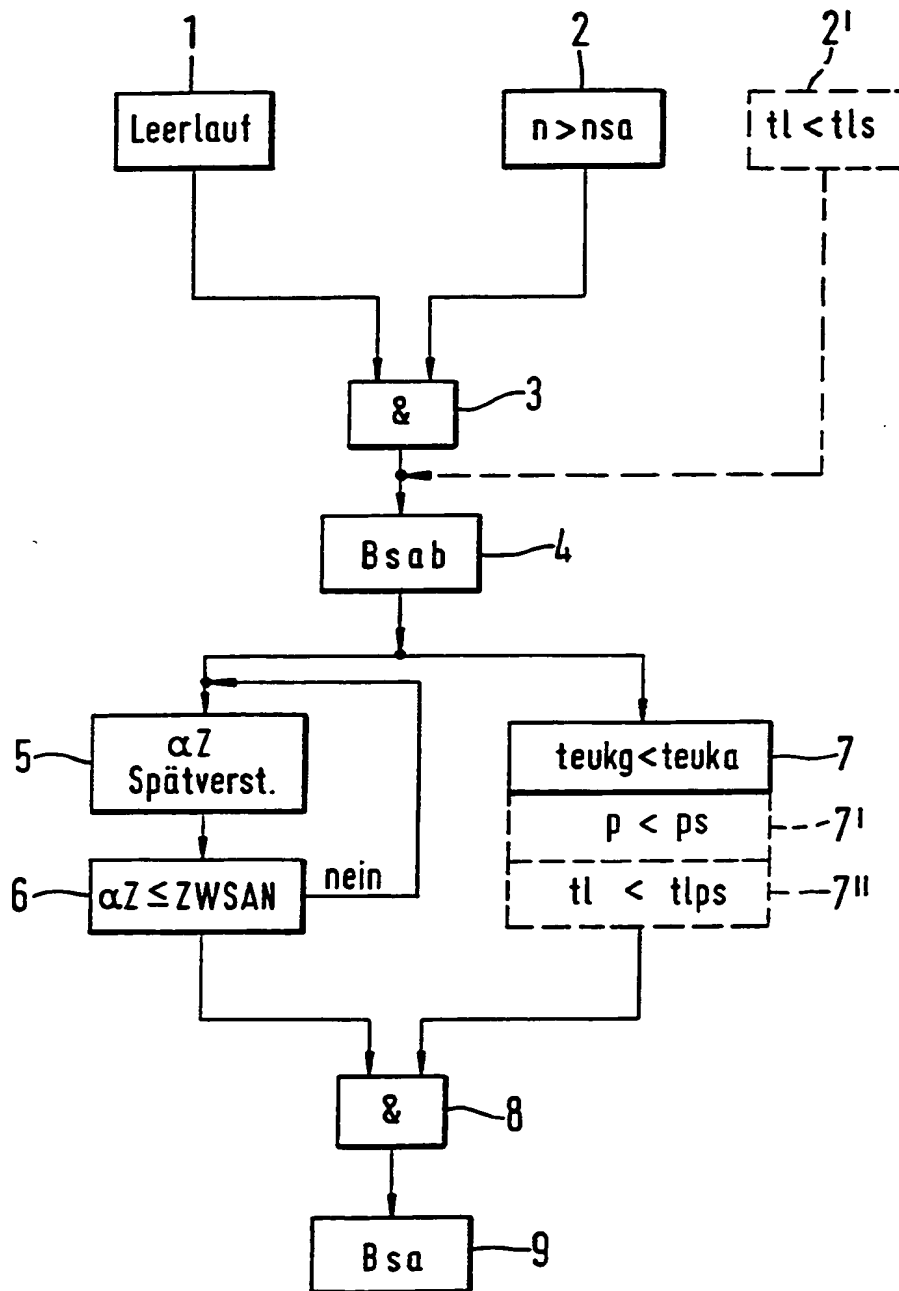 1
2
2'
Leerlauf
n>nsa
tl<tls
&
3
Bsab
4
αZ
Spätverst.
5
teukg<teuka
7
p < ps
7'
αZ ≤ ZWSAN
nein
6
tl < tlps
7''
&
8
Bsa
9